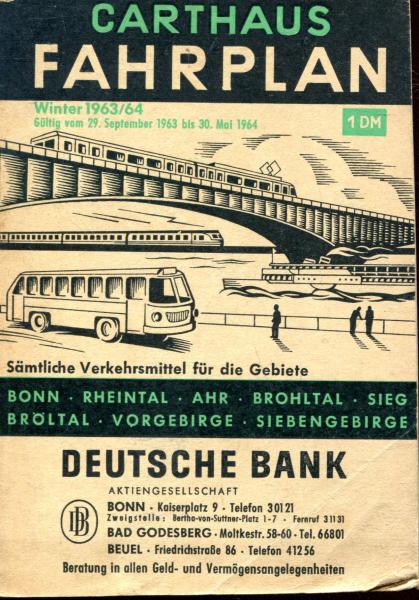 CARTHAUS
FAHRPLAN
Winter 1963/64
Gültig vom 29. September 1963 bis 30. Mai 1964
1 DM
Sämtliche Verkehrsmittel für die Gebiete
BONN · RHEINTAL · AHR · BROHLTAL · SIEG
BRÖLTAL · VORGEBIRGE · SIEBENGEBIRGE
DEUTSCHE BANK
AKTIENGESELLSCHAFT
DB
BONN · Kaiserplatz 9 · Telefon 30121
Zweigstelle: Bertha-von-Suttner-Platz 1-7 · Fernruf 31131
BAD GODESBERG · Moltkestr. 58-60 · Tel. 66801
BEUEL · Friedrichstraße 86 · Telefon 41256
Beratung in allen Geld- und Vermögensangelegenheiten